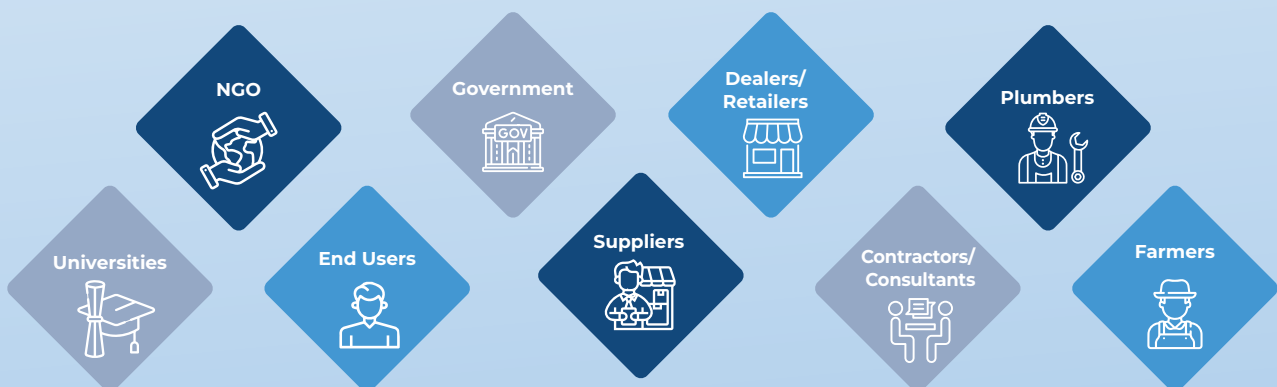 NGO
Government
GOV
Dealers/
Retailers
Plumbers
Universities
End Users
Suppliers
Contractors/
Consultants
Farmers